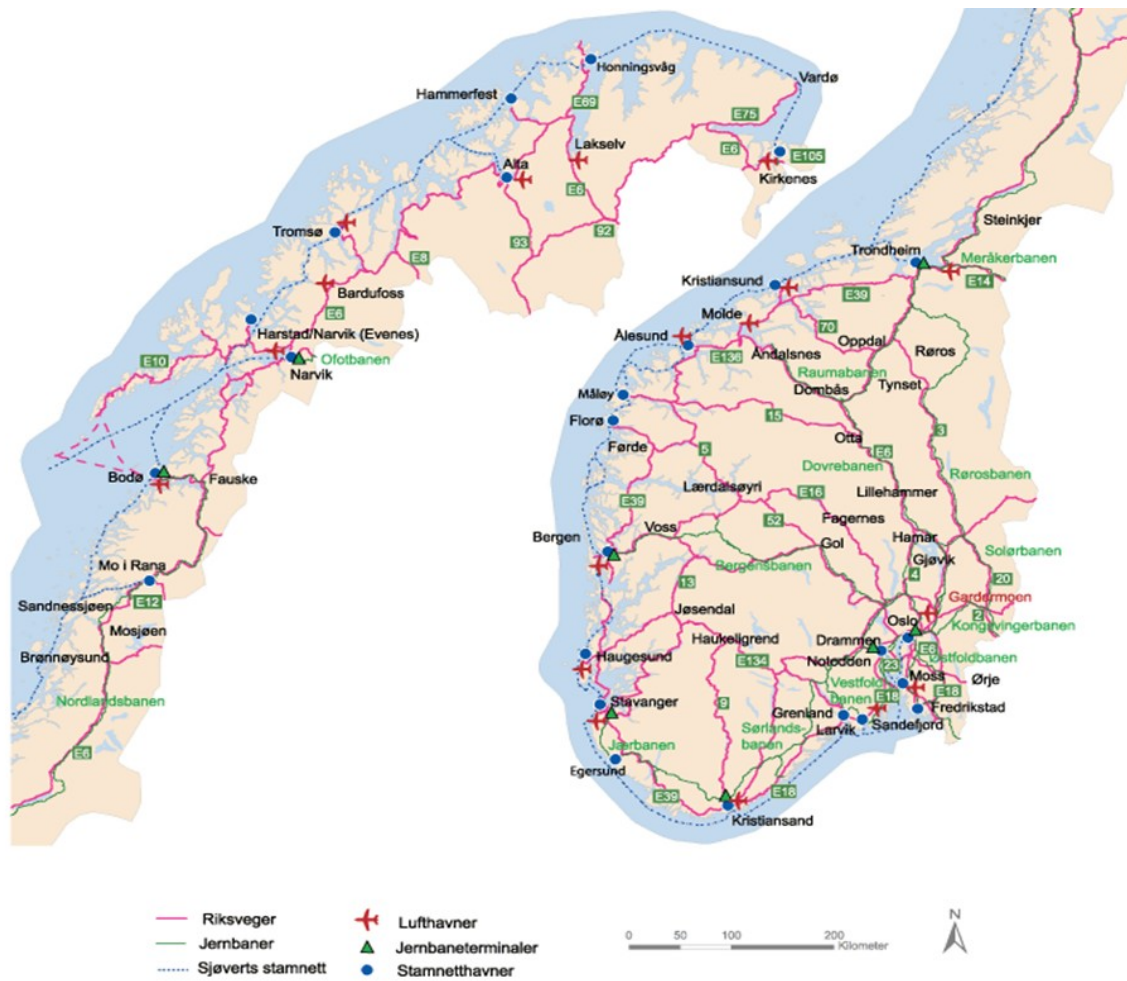 Honningsvåg
Vardø
Hammerfest
E69
E75
Lakselv
E6
E105
Alta
Kirkenes
E6
Steinkjer
Tromsø
93
92
Trondheim
Meråkerbanen
E8
E14
Kristiansund
Bardufoss
E39
E6
Molde
70
Harstad/Narvik (Evenes)
Ålesund
Oppdal
E10
Ofotbanen
E136
Åndalsnes
Røros
Narvik
Raumabanen
Tynset
Dombås
Måløy
15
Florø
3
Otta
Førde
5
E6
Bodø
Fauske
Dovrebanen
Rørosbanen
Lærdalsøyri
E16
Lillehammer
E39
52
Fagernes
Voss
Bergen
Hamar
Gol
Solørbanen
Mo i Rana
Bergensbanen
Gjøvik
13
4
20
Gardermoen
Sandnessjøen
E12
Jøsendal
2
Oslo
Kongsvingerbanen
Mosjøen
Haukeligrend
Drammen
E6
Brønnøysund
Haugesund
E134
Notodden
23
Østfoldbanen
Moss
Ørje
Vestfold
banen
E18
E18
Nordlandsbanen
Stavanger
9
Grenland
Fredrikstad
Sørlands-
banen
Larvik
Sandefjord
Jærbanen
E6
Egersund
E39
E18
Kristiansand
Riksveger
Lufthavner
N
Jernbaner
Jernbaneterminaler
0 50 100 200
Kilometer
Sjøverts stamnett
Stamnetthavner